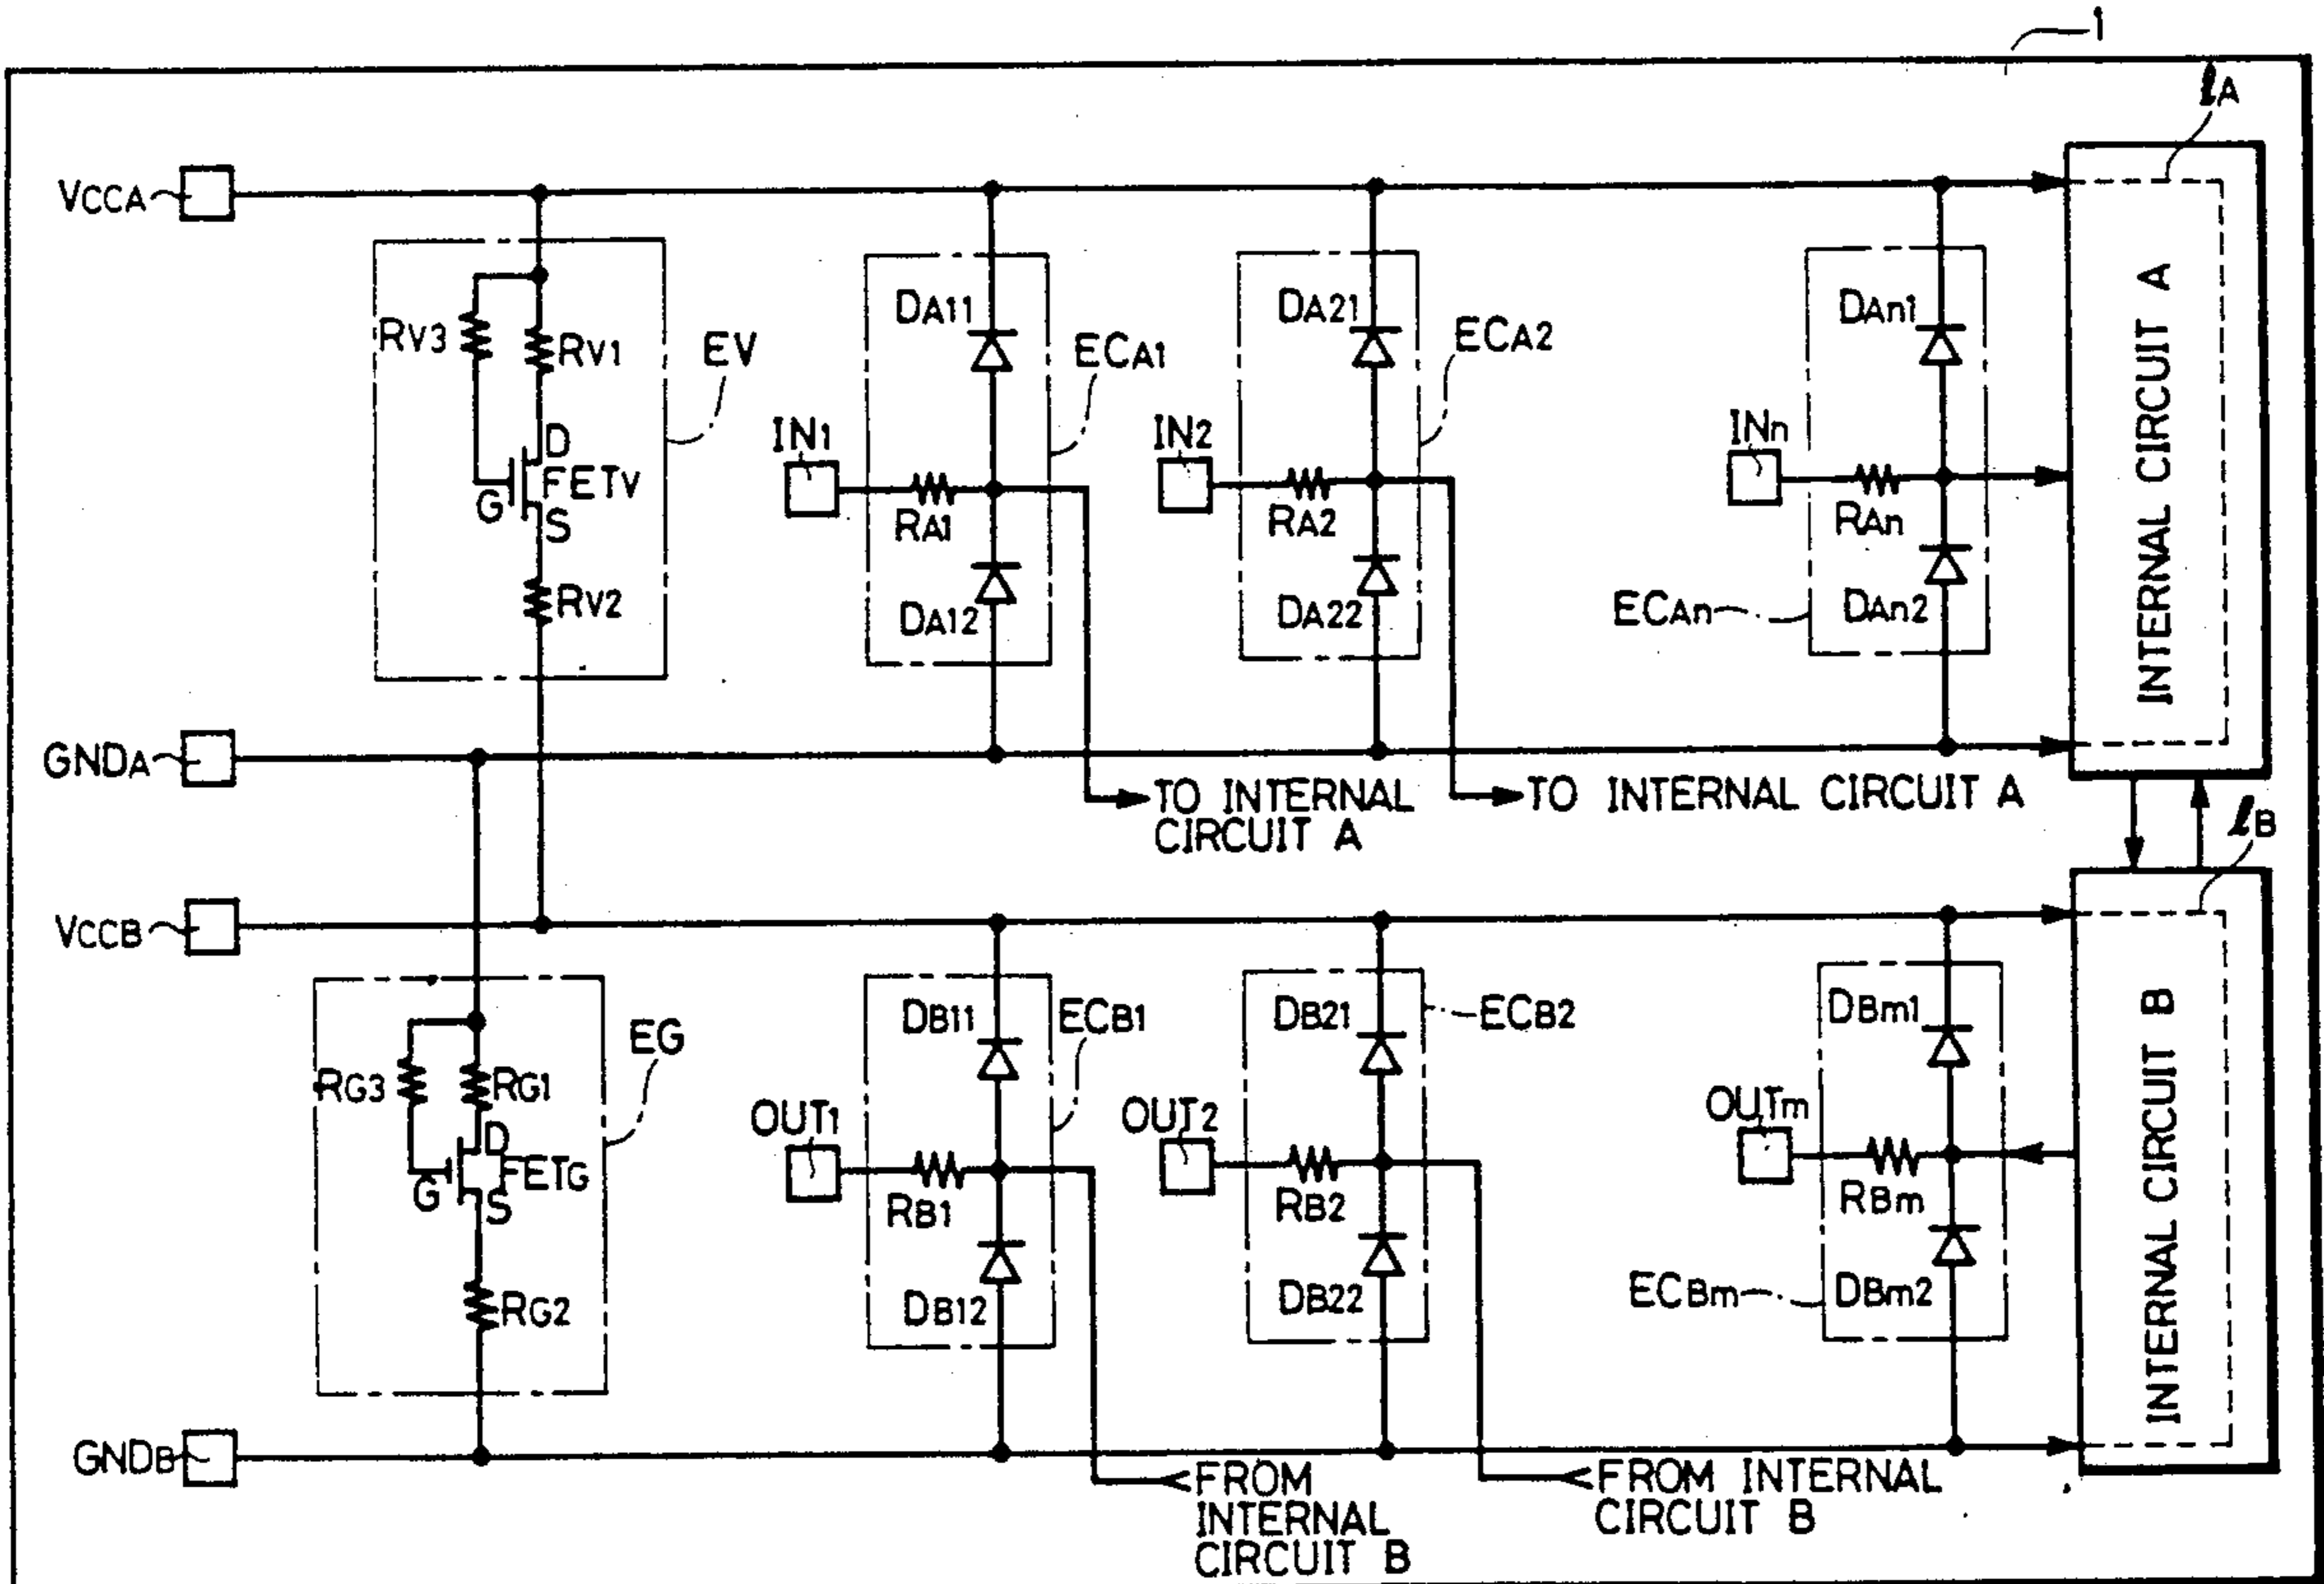 1
lA
VCCA
RV3
RV1
EV
D
FETV
G
S
RV2
DA11
ECA1
IN1
RA1
DA12
DA21
ECA2
IN2
RA2
DA22
DAn1
INn
RAn
ECAn
DAn2
INTERNAL CIRCUIT A
GNDA
TO INTERNAL
CIRCUIT A
TO INTERNAL CIRCUIT A
lB
VCCB
RG3
RG1
EG
D
FETG
G
S
RG2
DB11
ECB1
OUT1
RB1
DB12
DB21
ECB2
OUT2
RB2
DB22
DBm1
OUTm
RBm
ECBm
DBm2
INTERNAL CIRCUIT B
GNDB
FROM
INTERNAL
CIRCUIT B
FROM INTERNAL
CIRCUIT B